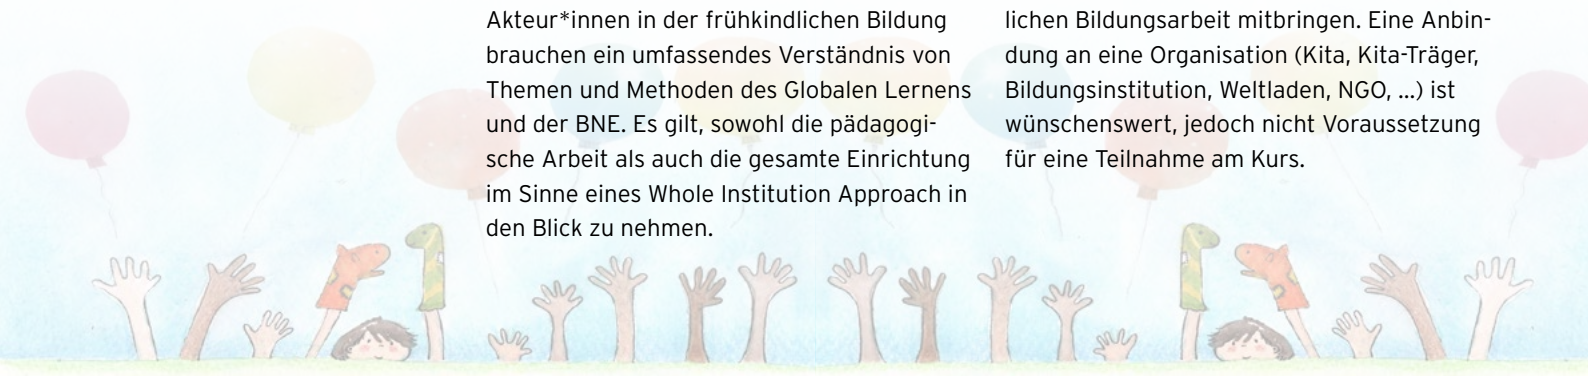 Akteur*innen in der frühkindlichen Bildung
brauchen ein umfassendes Verständnis von
Themen und Methoden des Globalen Lernens
und der BNE. Es gilt, sowohl die pädagogi-
sche Arbeit als auch die gesamte Einrichtung
im Sinne eines Whole Institution Approach in
den Blick zu nehmen.
lichen Bildungsarbeit mitbringen. Eine Anbin-
dung an eine Organisation (Kita, Kita-Träger,
Bildungsinstitution, Weltladen, NGO, ...) ist
wünschenswert, jedoch nicht Voraussetzung
für eine Teilnahme am Kurs.